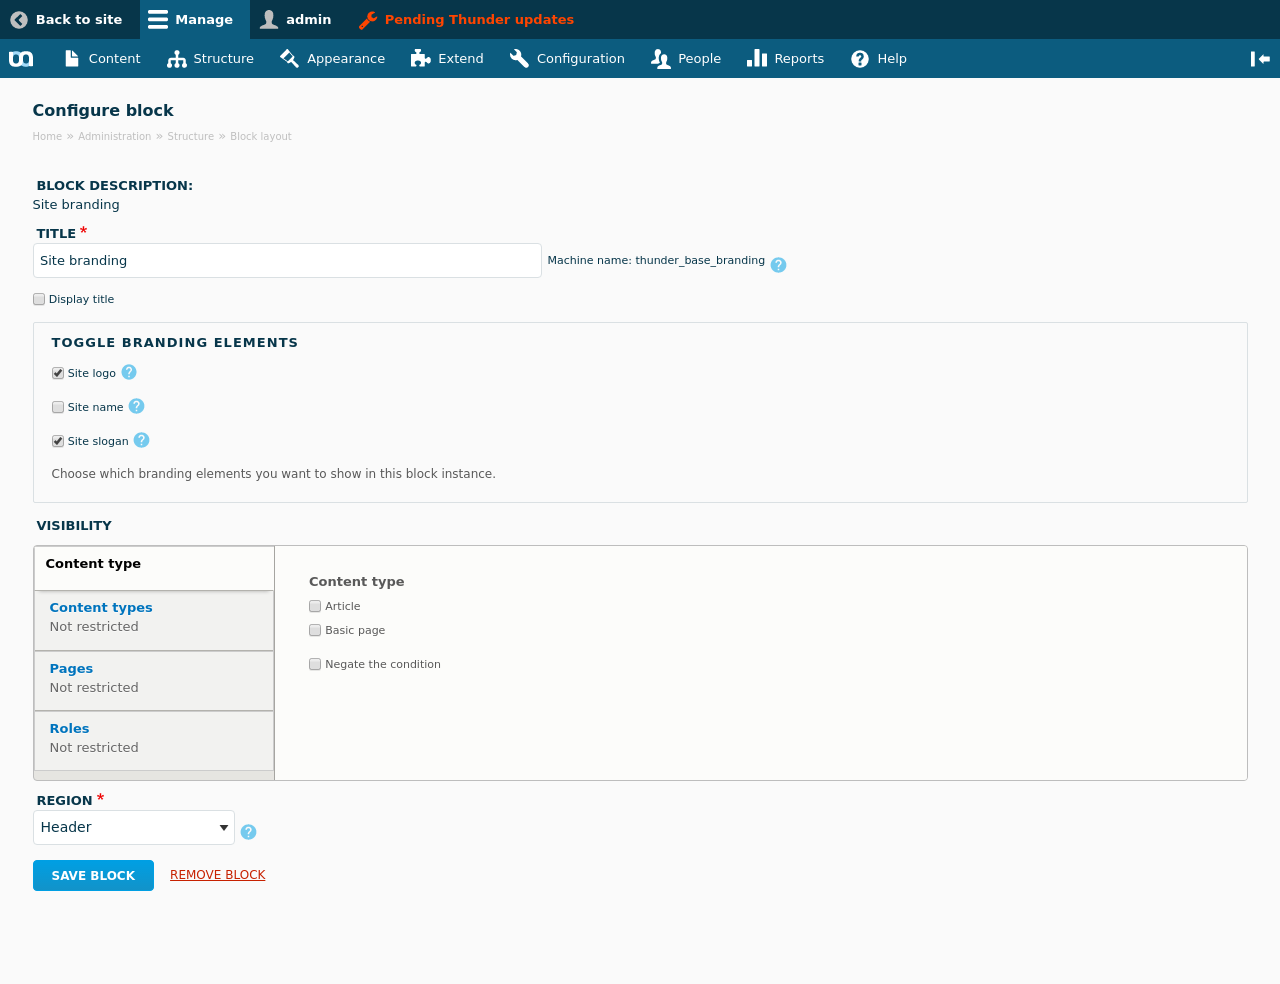 Back to site Manage admin Pending Thunder updates
Content Structure Appearance Extend Configuration People Reports Help
Configure block
Home » Administration » Structure » Block layout
BLOCK DESCRIPTION:
Site branding
TITLE *
Site branding Machine name: thunder_base_branding ?
Display title
TOGGLE BRANDING ELEMENTS
Site logo ?
Site name ?
Site slogan ?
Choose which branding elements you want to show in this block instance.
VISIBILITY
Content type
Content types
Not restricted
Pages
Not restricted
Roles
Not restricted
Content type
Article
Basic page
Negate the condition
REGION *
Header ?
SAVE BLOCK REMOVE BLOCK